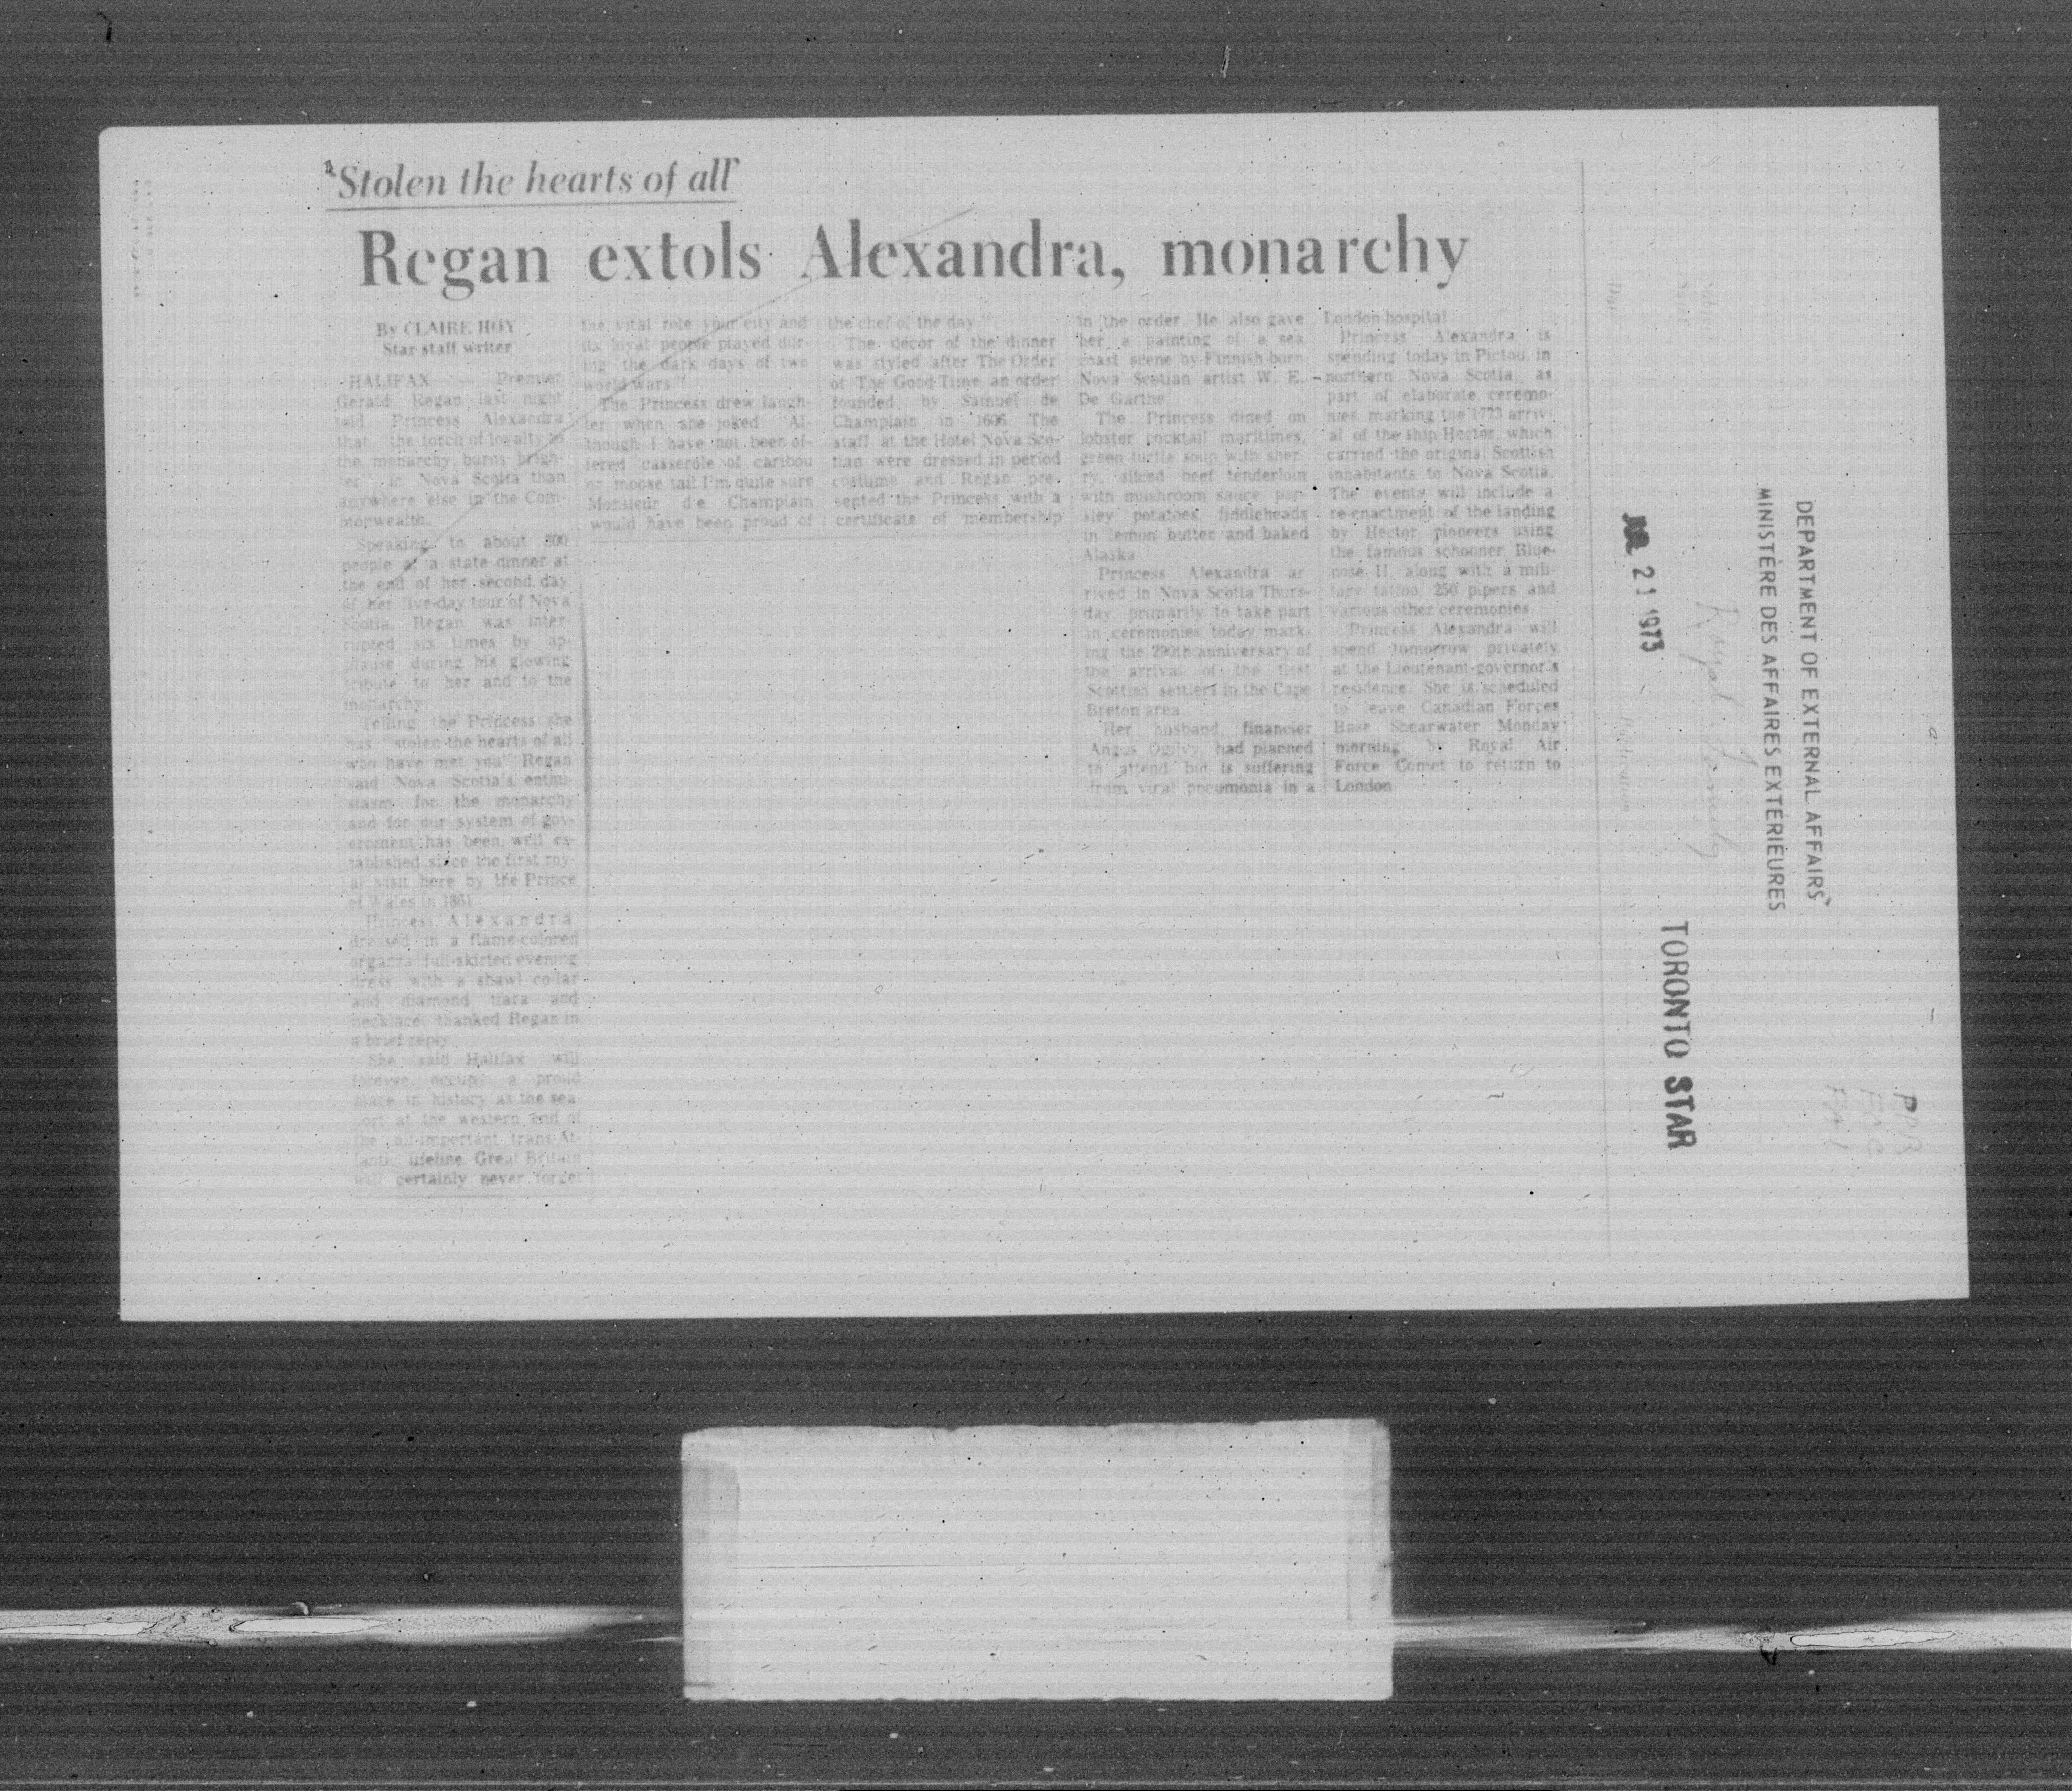 'Stolen the hearts of all'
Regan extols Alexandra, monarchy
By CLAIRE HOY
Star staff writer
HALIFAX — Premier
Gerald Regan last night
told Princess Alexandra
that "the torch of loyalty to
the monarchy burns brigh-
ter" in Nova Scotia than
anywhere else in the Com-
monwealth.
Speaking to about
people at a state dinner at
the end of her second day
of her five-day tour of Nova
Scotia, Regan was inter-
rupted six times by ap-
plause during his glowing
tribute to her and to the
monarchy.
Telling the Princess she
has "stolen the hearts of all
who have met you" Regan
said Nova Scotia's enthu-
siasm for the monarchy
and for our system of gov-
ernment has been well es-
tablished since the first roy-
al visit here by the Prince
of Wales in 1861.
Princess Alexandra,
dressed in a flame-colored
organza full-skirted evening
dress with a shawl collar
and diamond tiara and
necklace, thanked Regan in
a brief reply.
She said Halifax "will
forever occupy a proud
place in history as the sea-
port at the western end of
the all-important trans-At-
lantic lifeline. Great Britain
will certainly never forget
the vital role your city and
its loyal people played dur-
ing the dark days of two
world wars."
The Princess drew laugh-
ter when she joked: "Al-
though I have not been of-
fered casserole of caribou
or moose tail I'm quite sure
Monsieur de Champlain
would have been proud of
the chef of the day."
The decor of the dinner
was styled after The Order
of The Good Time, an order
founded by Samuel de
Champlain in 1606. The
staff at the Hotel Nova Sco-
tian were dressed in period
costume and Regan pre-
sented the Princess with a
certificate of membership
in the order. He also gave
her a painting of a sea
coast scene by Finnish-born
Nova Scotian artist W. E.
De Garthe.
The Princess dined on
lobster cocktail maritimes,
green turtle soup with sher-
ry, sliced beef tenderloin
with mushroom sauce, par-
sley potatoes, fiddleheads
in lemon butter and baked
Alaska.
Princess Alexandra ar-
rived in Nova Scotia Thurs-
day, primarily to take part
in ceremonies today mark-
ing the 200th anniversary of
the arrival of the first
Scottish settlers in the Cape
Breton area.
Her husband, financier
Angus Ogilvy, had planned
to attend but is suffering
from viral pneumonia in a
London hospital.
Princess Alexandra is
spending today in Pictou, in
northern Nova Scotia, as
part of elaborate ceremo-
nies marking the 1773 arriv-
al of the ship Hector, which
carried the original Scottish
inhabitants to Nova Scotia.
The events will include a
re-enactment of the landing
by Hector pioneers using
the famous schooner Blue-
nose II, along with a mili-
tary tattoo, 250 pipers and
various other ceremonies.
Princess Alexandra will
spend tomorrow privately
at the Lieutenant-governor's
residence. She is scheduled
to leave Canadian Forces
Base Shearwater Monday
morning by Royal Air
Force Comet to return to
London.
DEPARTMENT OF EXTERNAL AFFAIRS
MINISTÈRE DES AFFAIRES EXTÉRIEURES
Subject
Sujet
Royal Family
Date
21 1973
Publication
TORONTO STAR
PDR
FCC
FAI